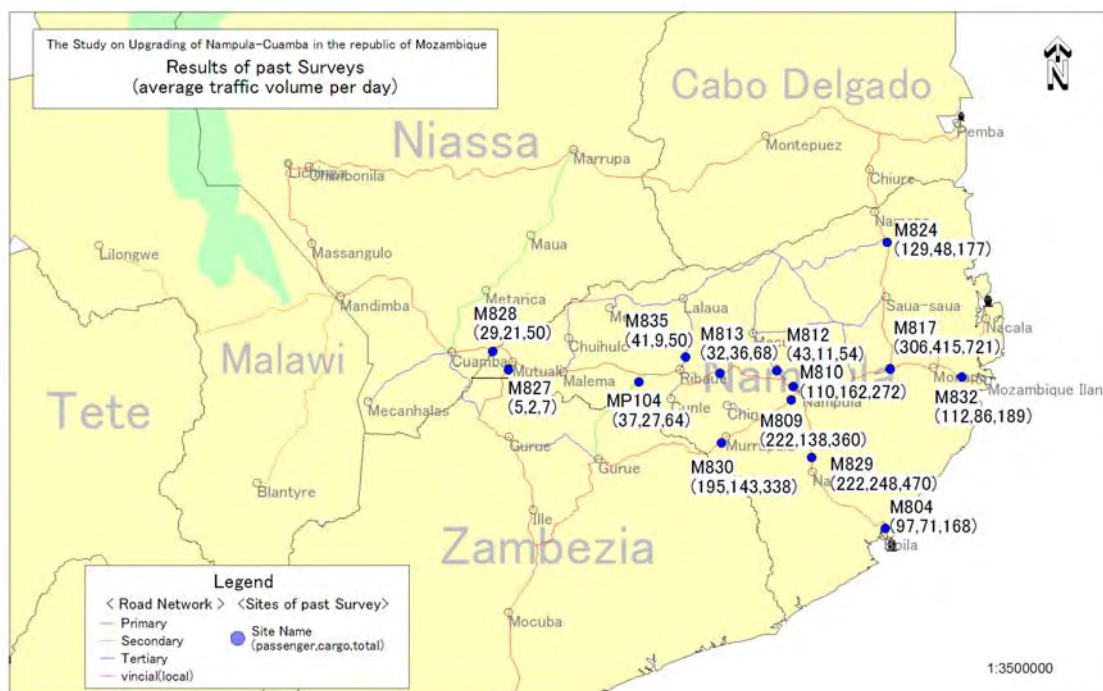 The Study on Upgrading of Nampula-Cuamba in the republic of Mozambique
Results of past Surveys
(average traffic volume per day)
N
Cabo Delgado
Niassa
Pemba
Montepuez
Marrupa
Chiure
Massangulo
Lilongwe
Maua
M824
(129,48,177)
Mandimba
Metarica
Lalaua
Saua-saua
Nacala
M828
(29,21,50)
M835
(41,9,50)
M813
(32,36,68)
M812
(43,11,54)
M817
(306,415,721)
Malawi
Chuihulo
Cuamba
Mutuali
Malema
Ribaue
Nampula
M810
(110,162,272)
Mozambique Ilan
Tete
Mecanhalas
M827
(5,2,7)
MP104
(37,27,64)
Nampula
M832
(112,86,189)
M809
(222,138,360)
Gurue
Gurue
Murrupula
M830
(195,143,338)
M829
(222,248,470)
Blantyre
Ille
Zambezia
M804
(97,71,168)
Mocuba
Legend
< Road Network > <Sites of past Survey>
Primary
Secondary
Tertiary
vincial(local)
Site Name
(passenger,cargo,total)
1:3500000